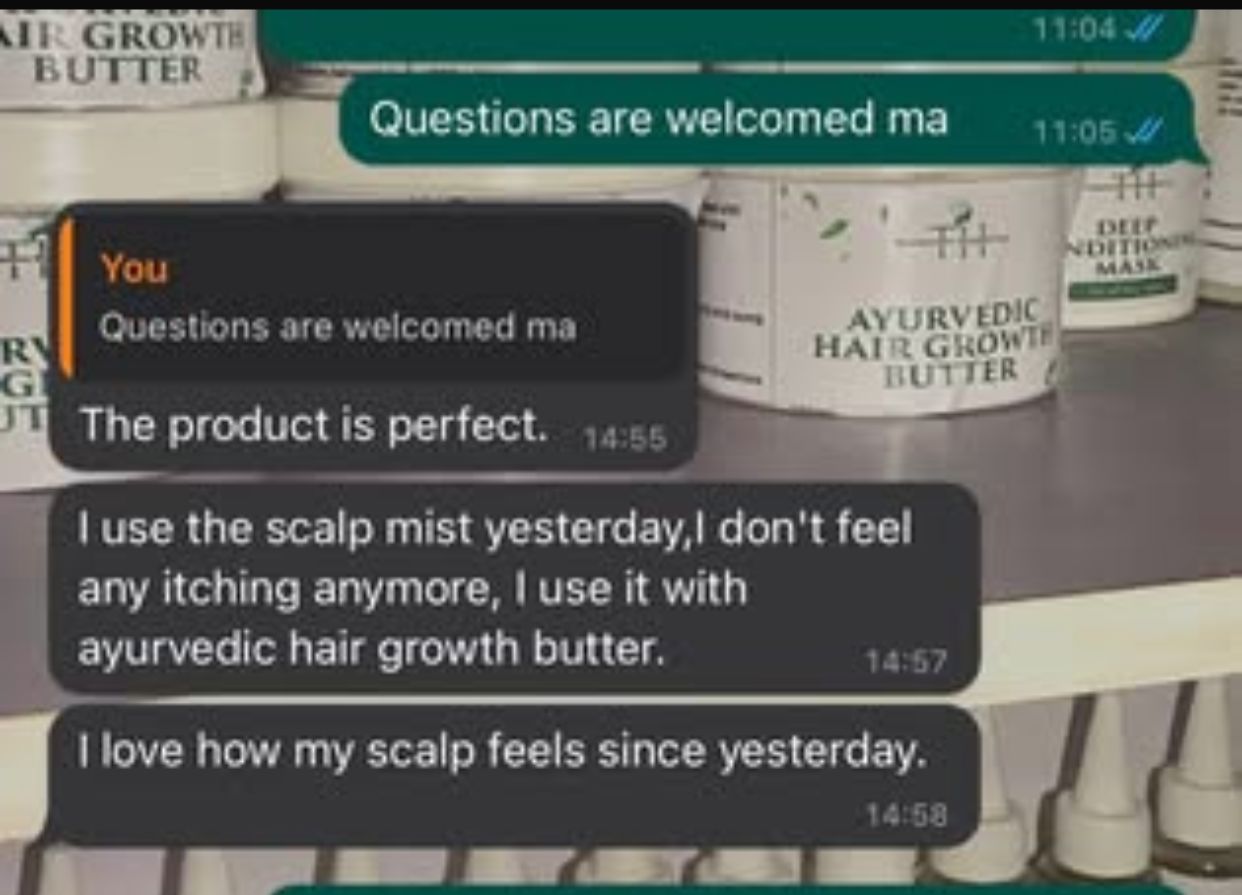 HAIR GROWTH
BUTTER
11:04
Questions are welcomed ma
11:05
You
Questions are welcomed ma
The product is perfect.
14:55
DEEP
MASK
AYURVEDIC
HAIR GROWTH
BUTTER
I use the scalp mist yesterday,I don't feel
any itching anymore, I use it with
ayurvedic hair growth butter.
14:57
I love how my scalp feels since yesterday.
14:58